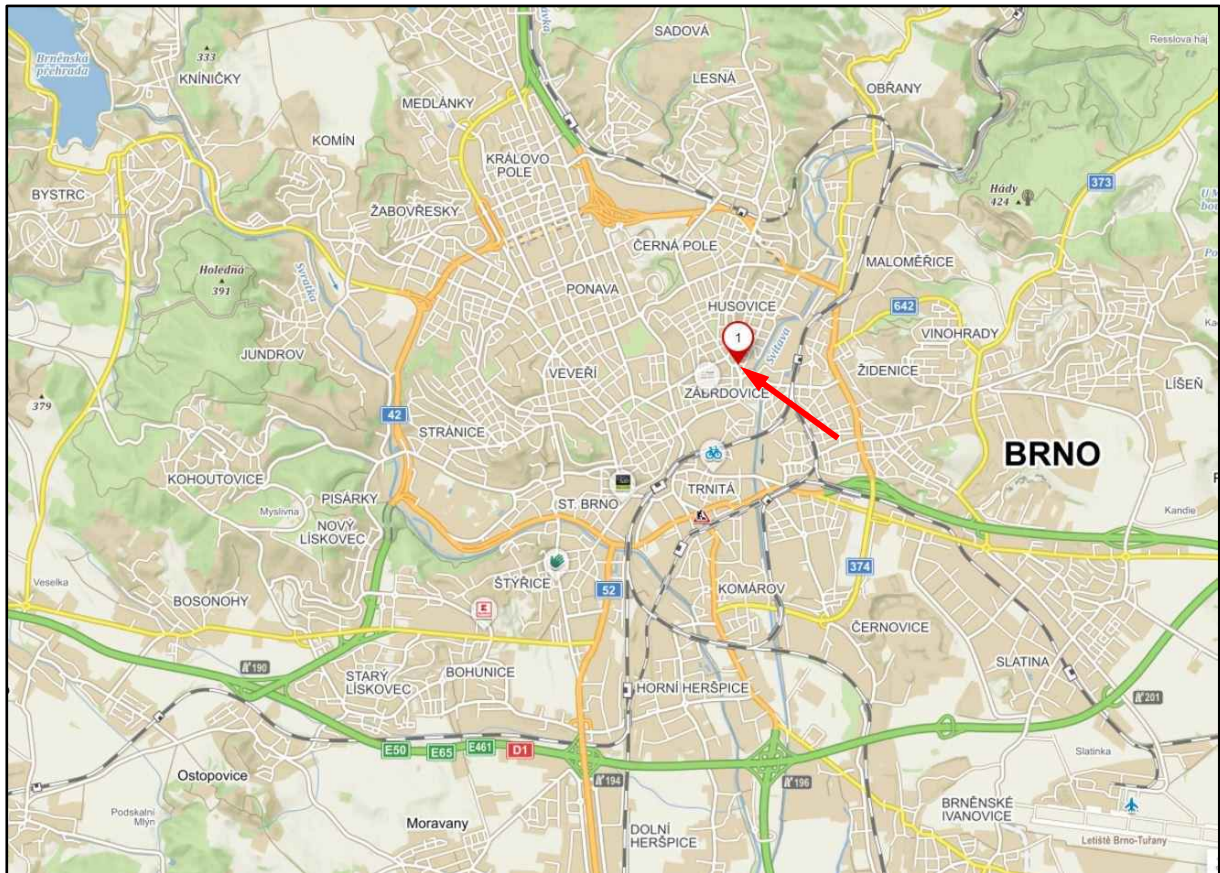 SADOVÁ
Resslova háj
Brněnská
přehrada
333
KNÍNIČKY
LESNÁ
MEDLÁNKY
OBŘANY
KOMÍN
KRÁLOVO
POLE
BYSTRC
373
Hády
424
ŽABOVŘESKY
ČERNÁ POLE
MALOMĚŘICE
Holedná
391
Svratka
PONAVA
HUSOVICE
642
VINOHRADY
1
Svitava
JUNDROV
VEVEŘÍ
ŽIDENICE
LÍŠEŇ
379
ZÁBRDOVICE
42
STRÁNICE
BRNO
KOHOUTOVICE
PISÁRKY
ST. BRNO
TRNITÁ
Myslivna
NOVÝ
LÍSKOVEC
Kandie
374
ŠTÝŘICE
Veselka
BOSONOHY
52
KOMÁROV
ČERNOVICE
190
STARÝ
LÍSKOVEC
BOHUNICE
SLATINA
HORNÍ HERŠPICE
201
E50
E65
E461
D1
Slatinka
Ostopovice
194
196
Podskalní
Mlýn
Moravany
BRNĚNSKÉ
IVANOVICE
DOLNÍ
HERŠPICE
Letiště Brno-Tuřany